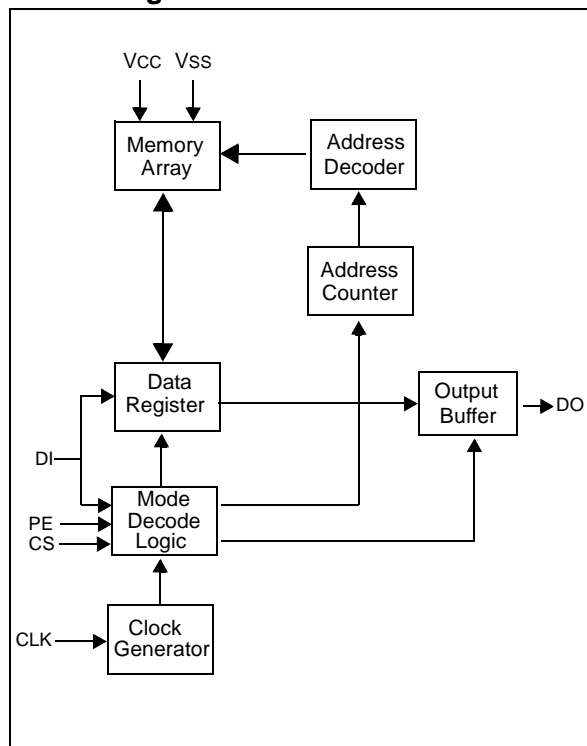 VCC VSS
Memory
Array
Address
Decoder
Address
Counter
Data
Register
Output
Buffer
DO
DI
Mode
Decode
Logic
PE
CS
CLK
Clock
Generator